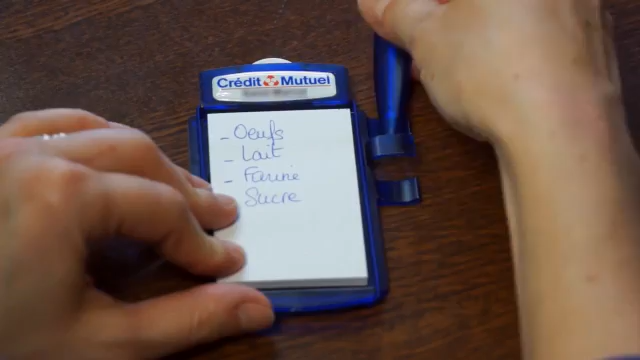 Crédit Mutuel
- Oeufs
- Lait
- Farine
Sucre